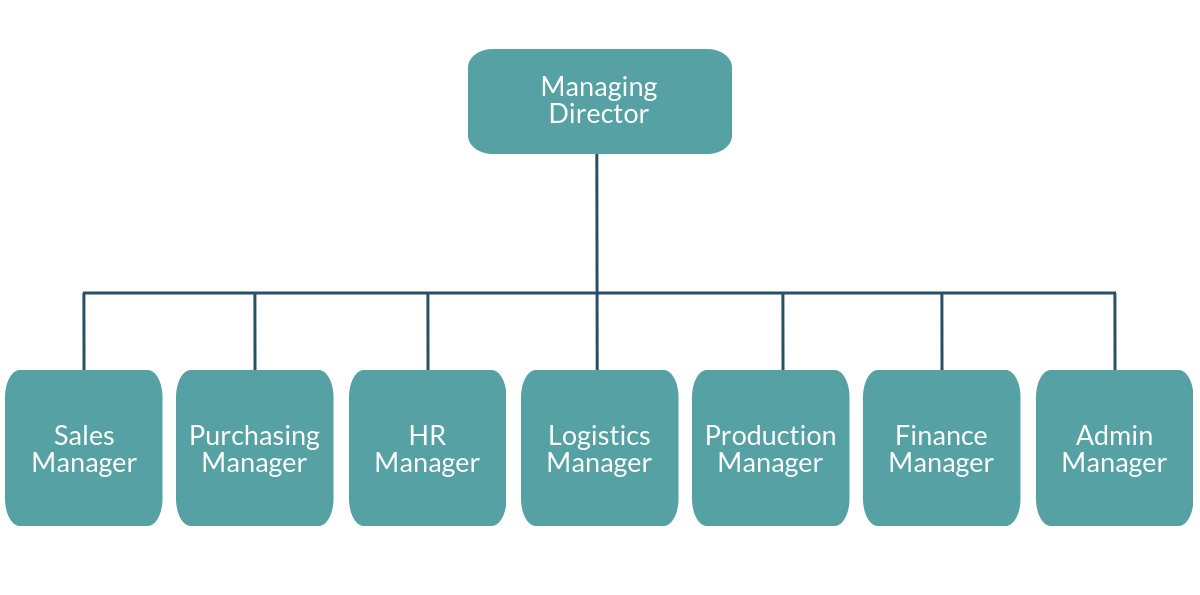 Managing
Director
Sales
Manager
Purchasing
Manager
HR
Manager
Logistics
Manager
Production
Manager
Finance
Manager
Admin
Manager